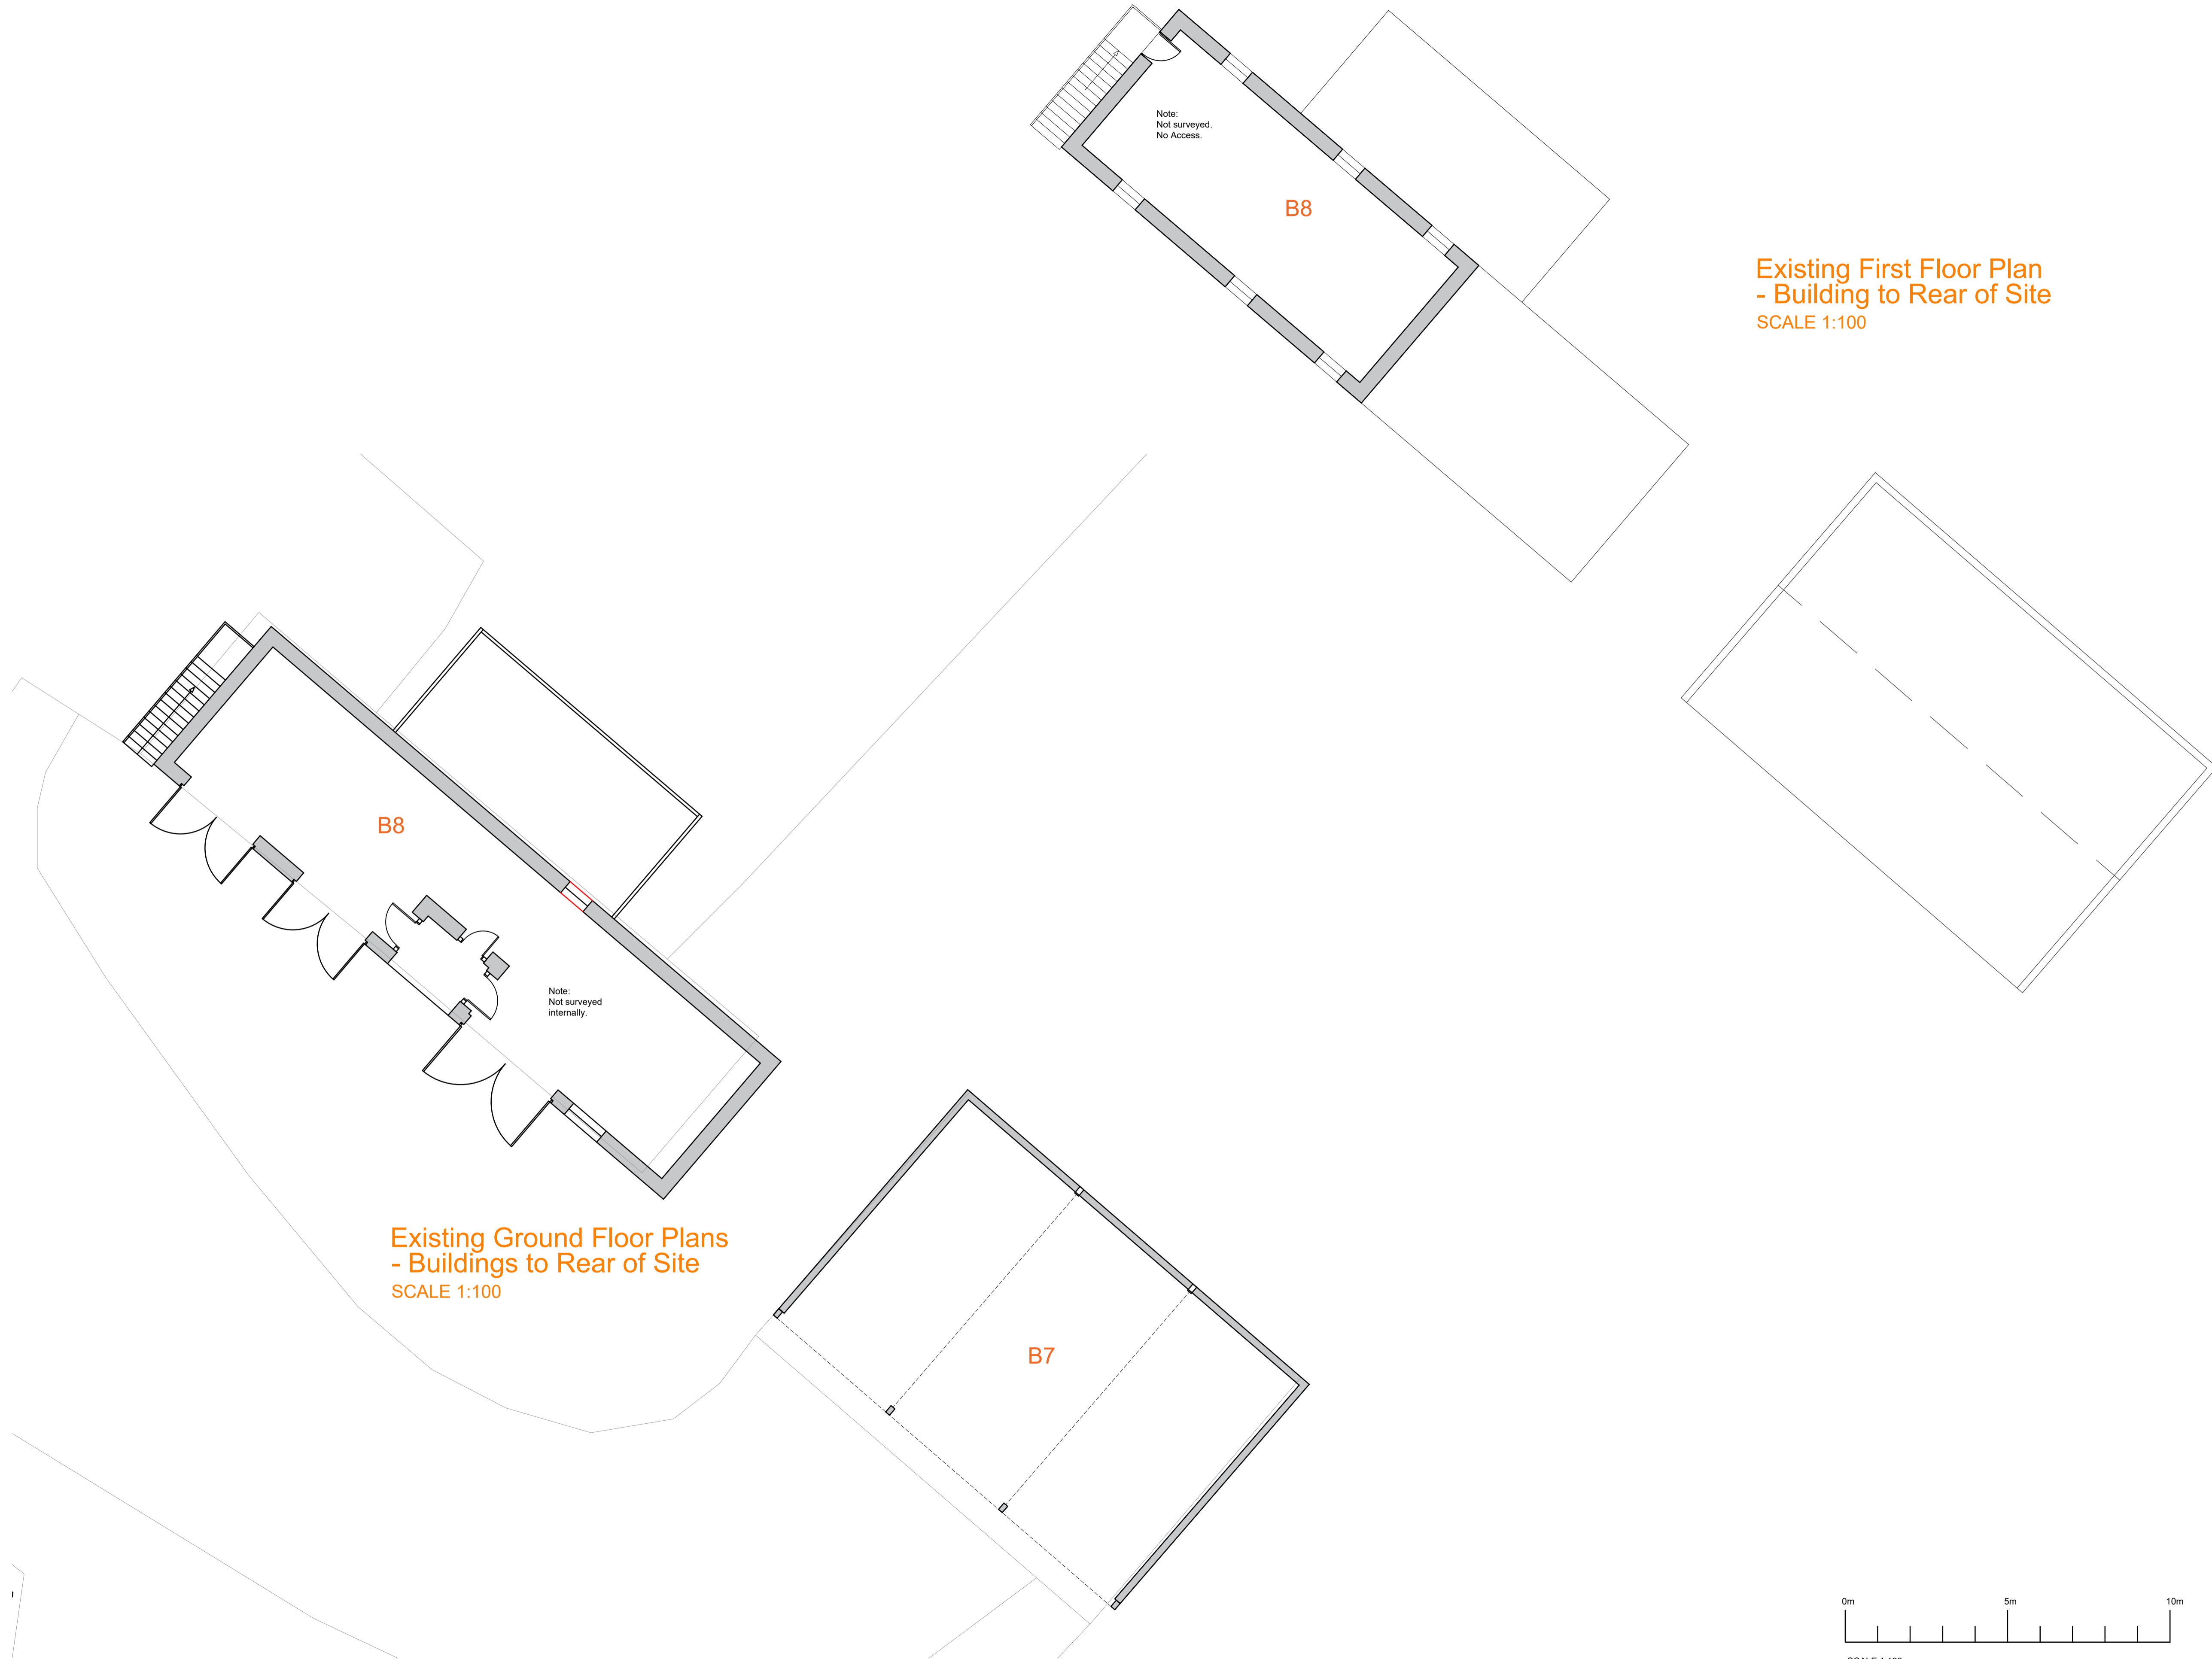 Note:
Not surveyed.
No Access.
B8
Existing First Floor Plan
- Building to Rear of Site
SCALE 1:100
B8
Note:
Not surveyed
internally.
Existing Ground Floor Plans
- Buildings to Rear of Site
SCALE 1:100
B7
0m 5m 10m